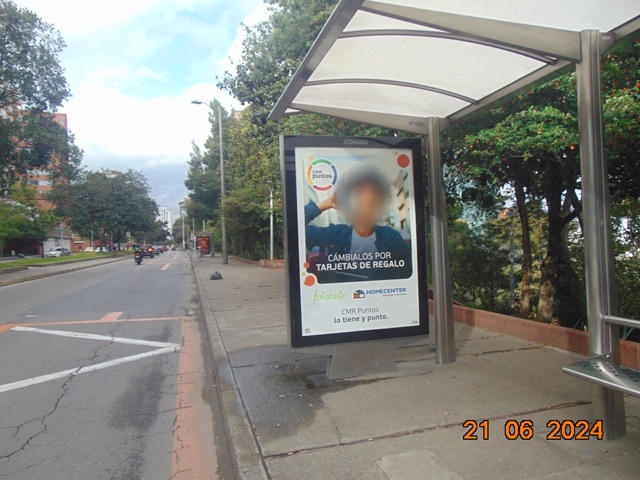 JCDecaux
CMR
puntos
CÁMBIALOS POR
TARJETAS DE REGALO
falabella
HOMECENTER
CMR Puntos
lo tiene y punto.
21 06 2024